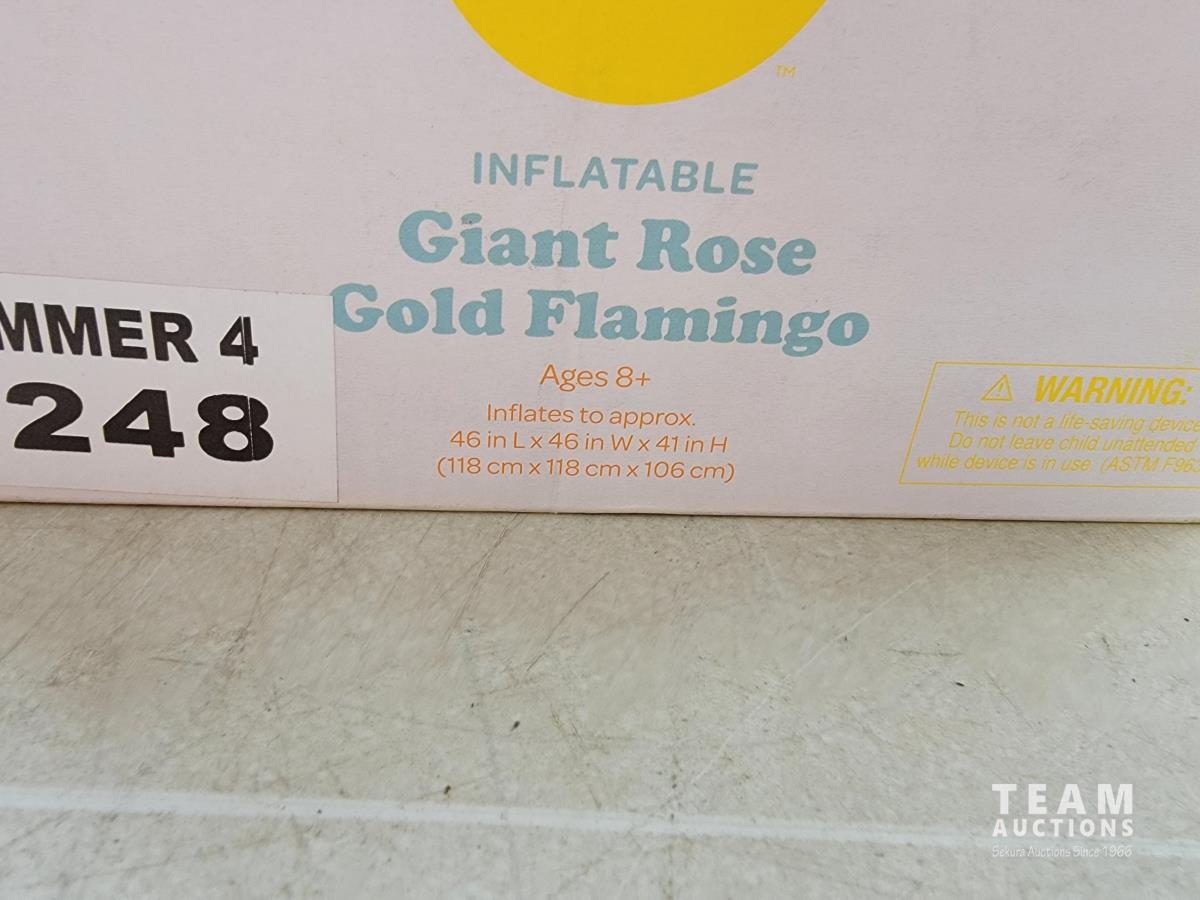 TM
INFLATABLE
Giant Rose
Gold Flamingo
Ages 8+
Inflates to approx.
46 in L x 46 in W x 41 in H
(118 cm x 118 cm x 106 cm)
MMER 4
248
⚠ WARNING:
This is not a life-saving device
Do not leave child unattended
while device is in use (ASTM F96
TEAM
AUCTIONS
Sekura Auctions Since 1966